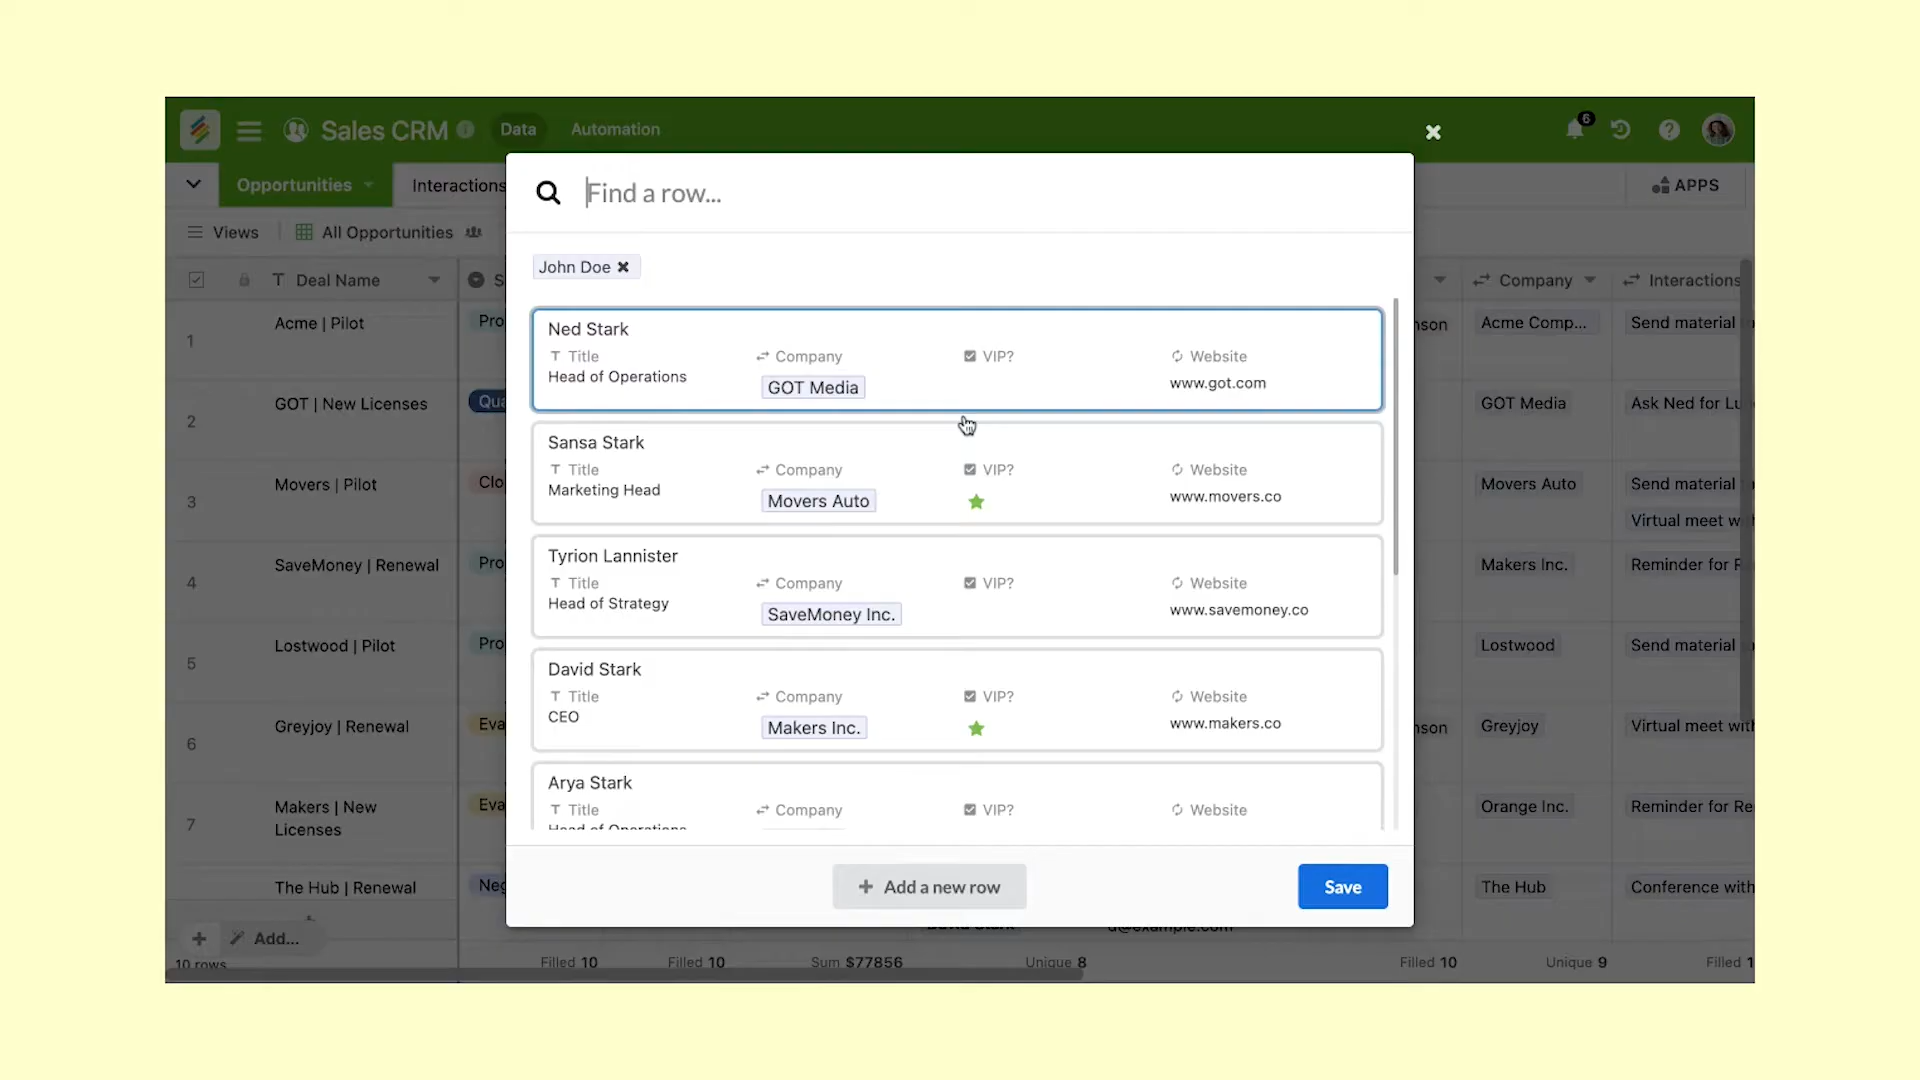 Sales CRM
Data
Automation
6
Opportunities
Interactions
APPS
Views
All Opportunities
Find a row...
John Doe
Deal Name
Company
Interactions
1
Acme | Pilot
Acme Comp...
Send material
2
GOT | New Licenses
GOT Media
Ask Ned for Lu
3
Movers | Pilot
Movers Auto
Send material
Virtual meet w
4
SaveMoney | Renewal
Makers Inc.
Reminder for
5
Lostwood | Pilot
Lostwood
Send material
6
Greyjoy | Renewal
Greyjoy
Virtual meet with
7
Makers | New
Licenses
Orange Inc.
Reminder for Re
The Hub | Renewal
The Hub
Conference with
Ned Stark
Title
Company
VIP?
Website
Head of Operations
GOT Media
www.got.com
Sansa Stark
Title
Company
VIP?
Website
Marketing Head
Movers Auto
www.movers.co
Tyrion Lannister
Title
Company
VIP?
Website
Head of Strategy
SaveMoney Inc.
www.savemoney.co
David Stark
Title
Company
VIP?
Website
CEO
Makers Inc.
www.makers.co
Arya Stark
Title
Company
VIP?
Website
Head of Operations
Add a new row
Save
Add...
10 rows
Filled 10
Filled 10
Sum $77856
Unique 8
Filled 10
Unique 9
Filled 1